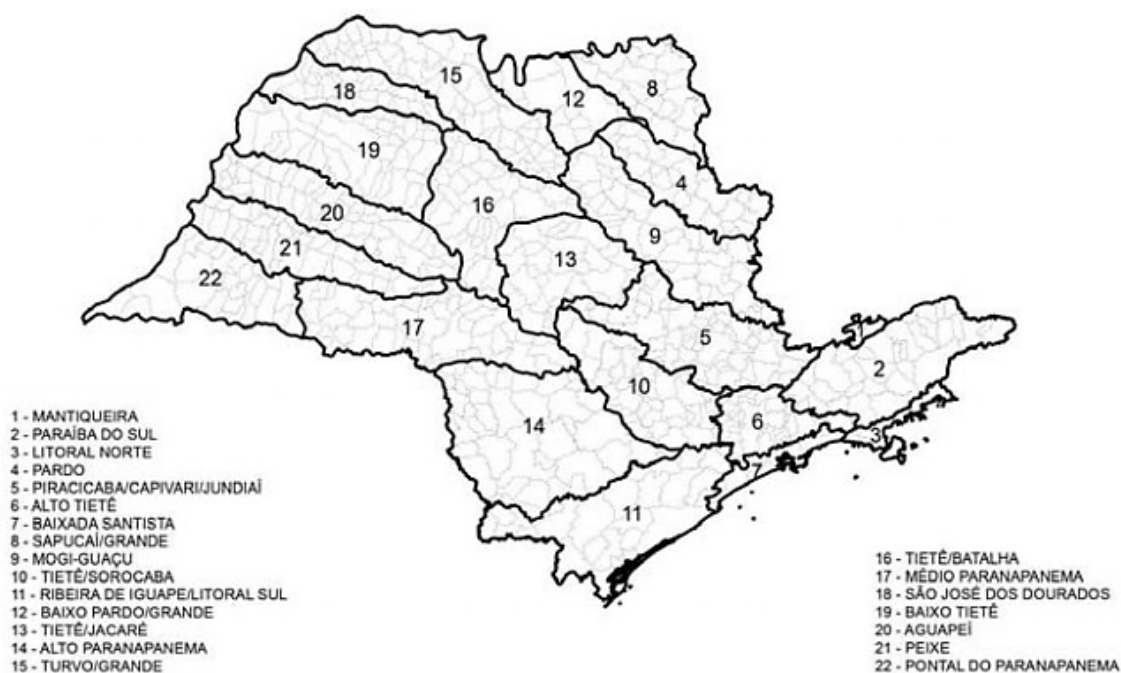 15
8
18
12
19
4
16
20
9
21
13
22
17
5
1
2
10
6
14
3
7
11
1 - MANTIQUEIRA
2 - PARAÍBA DO SUL
3 - LITORAL NORTE
4 - PARDO
5 - PIRACICABA/CAPIVARI/JUNDIAÍ
6 - ALTO TIETÊ
7 - BAIXADA SANTISTA
8 - SAPUCAÍ/GRANDE
9 - MOGI-GUAÇU
10 - TIETÊ/SOROCABA
11 - RIBEIRA DE IGUAPE/LITORAL SUL
12 - BAIXO PARDO/GRANDE
13 - TIETÊ/JACARÉ
14 - ALTO PARANAPANEMA
15 - TURVO/GRANDE
16 - TIETÊ/BATALHA
17 - MÉDIO PARANAPANEMA
18 - SÃO JOSÉ DOS DOURADOS
19 - BAIXO TIETÊ
20 - AGUAPEÍ
21 - PEIXE
22 - PONTAL DO PARANAPANEMA